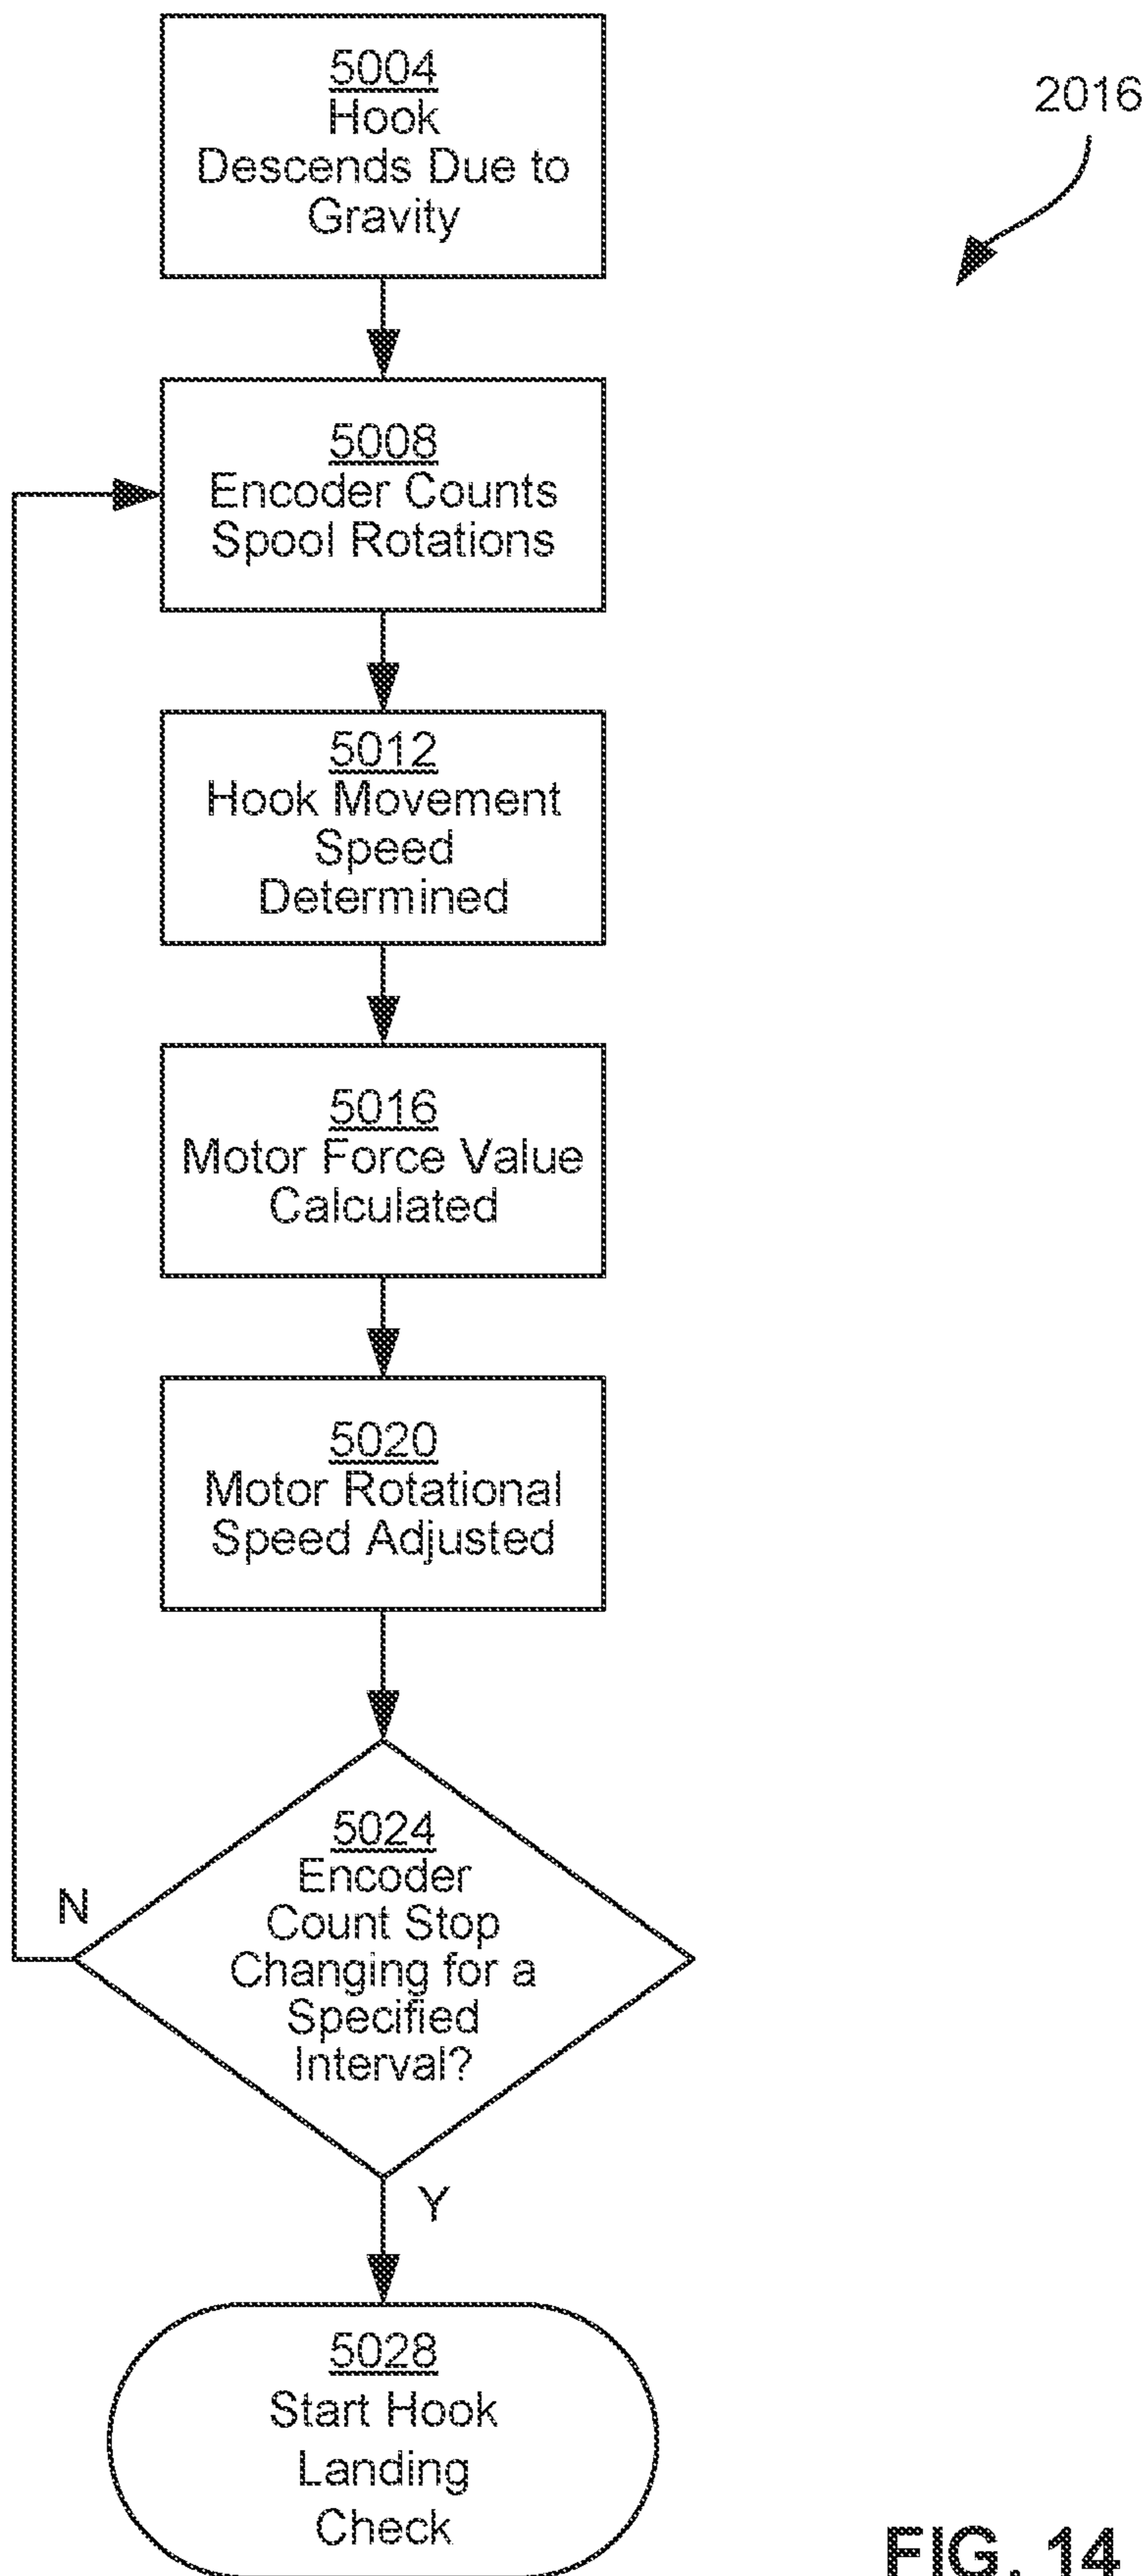 5004
Hook
Descends Due to
Gravity
2016
5008
Encoder Counts
Spool Rotations
5012
Hook Movement
Speed
Determined
5016
Motor Force Value
Calculated
5020
Motor Rotational
Speed Adjusted
5024
Encoder
Count Stop
Changing for a
Specified
Interval?
N
Y
5028
Start Hook
Landing
Check
FIG. 14